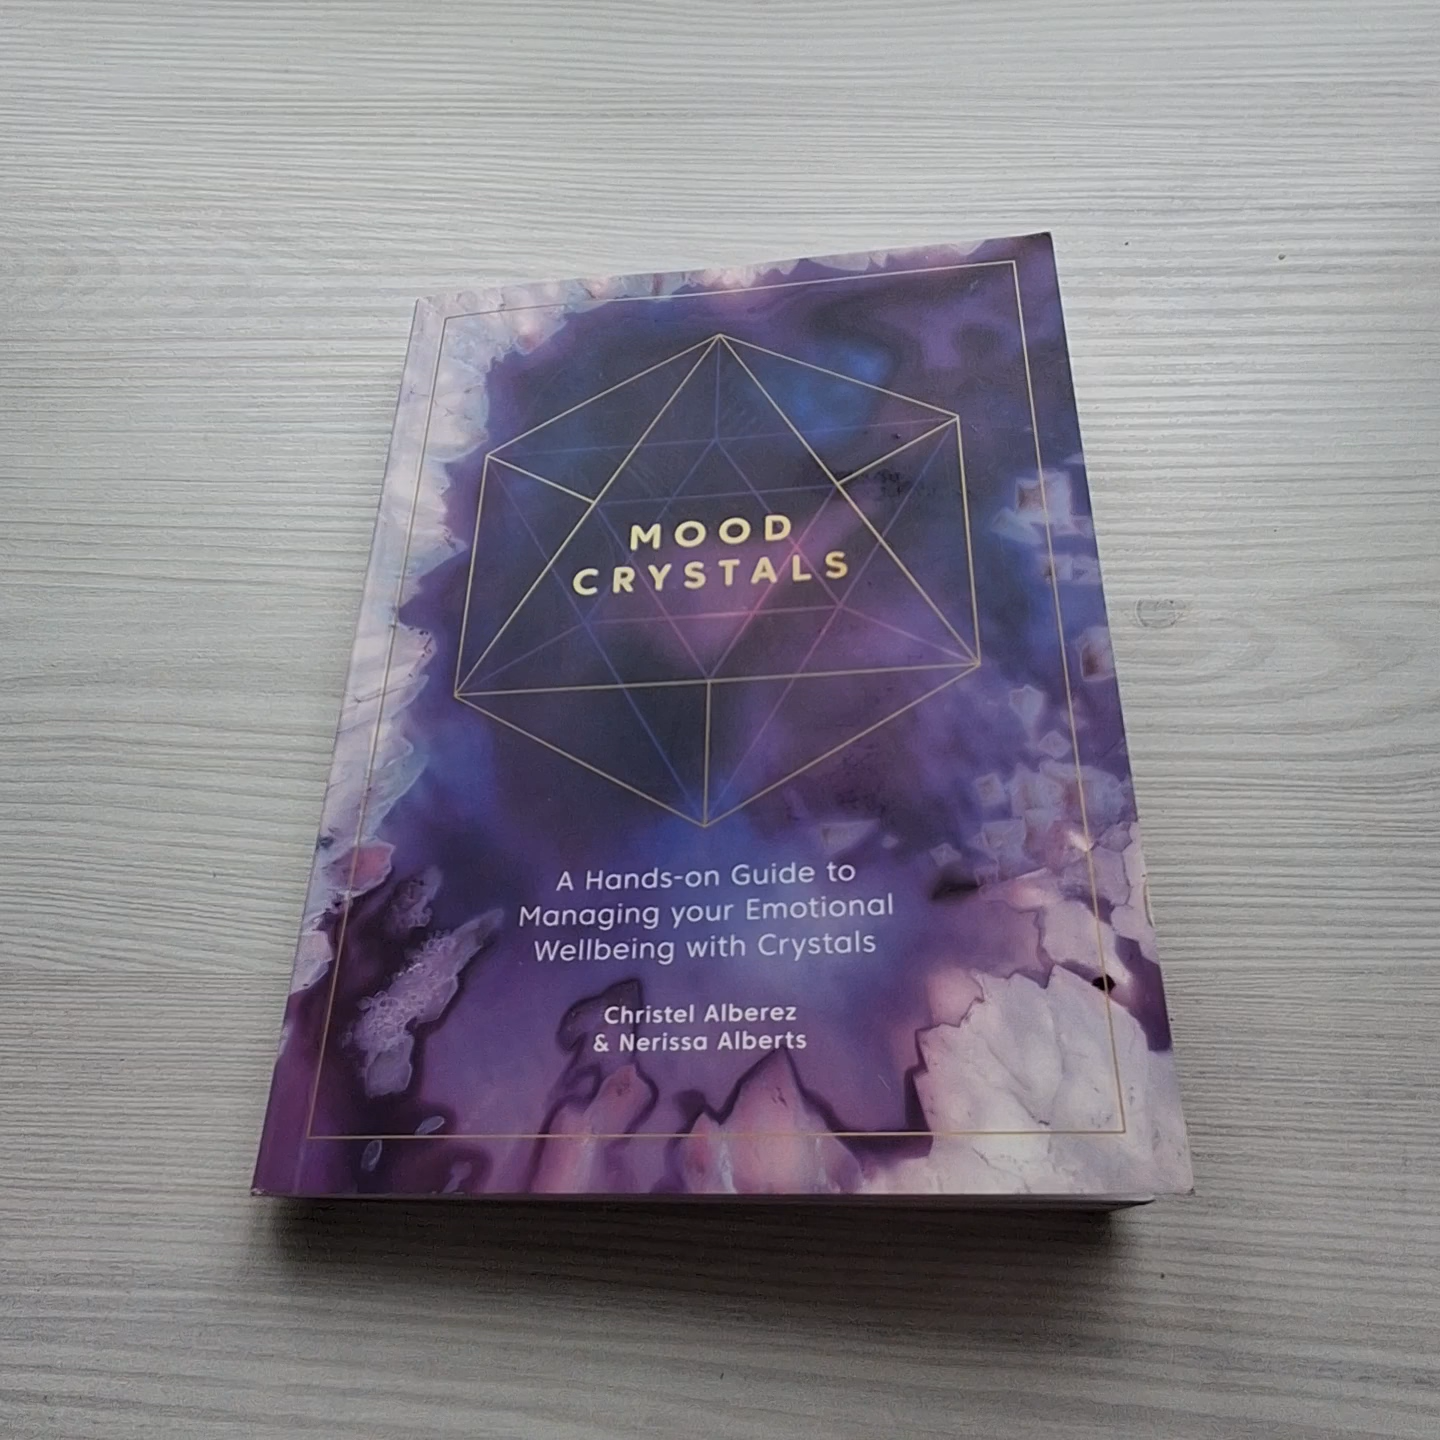 MOOD
CRYSTALS
A Hands-on Guide to
Managing your Emotional
Wellbeing with Crystals
Christel Alberez
& Nerissa Alberts